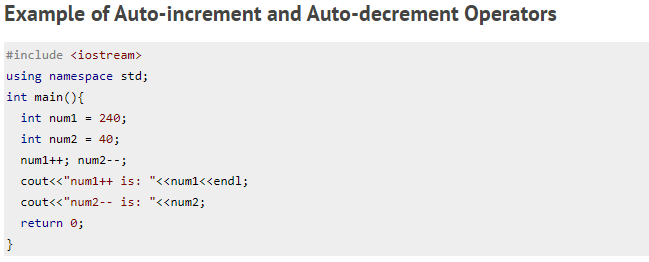 Example of Auto-increment and Auto-decrement Operators
#include <iostream>
using namespace std;
int main(){
  int num1 = 240;
  int num2 = 40;
  num1++; num2--;
  cout<<"num1++ is: "<<num1<<endl;
  cout<<"num2-- is: "<<num2;
  return 0;
}